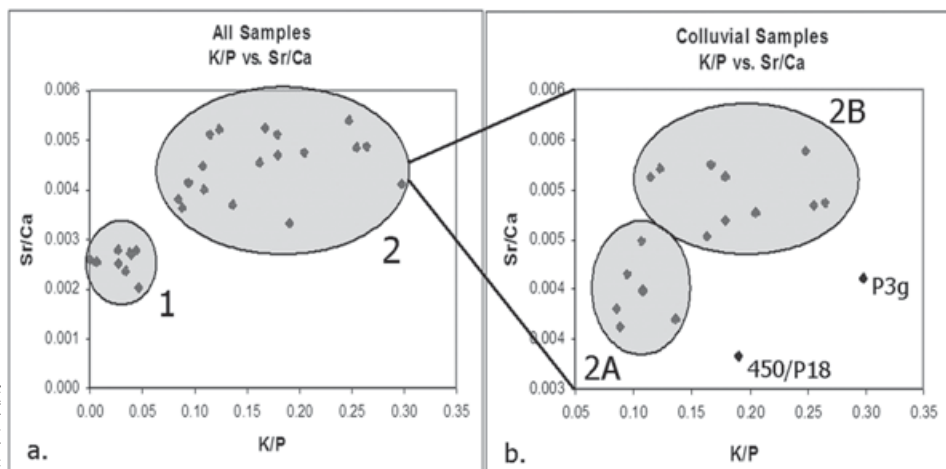 All Samples
K/P vs. Sr/Ca
0.006
0.005
0.004
0.003
0.002
0.001
0.000
Sr/Ca
0.00 0.05 0.10 0.15 0.20 0.25 0.30 0.35
K/P
1
2
a.
Colluvial Samples
K/P vs. Sr/Ca
0.006
0.006
0.005
0.005
0.004
0.004
0.003
Sr/Ca
0.05 0.10 0.15 0.20 0.25 0.30 0.35
K/P
2B
2A
P3g
450/P18
b.